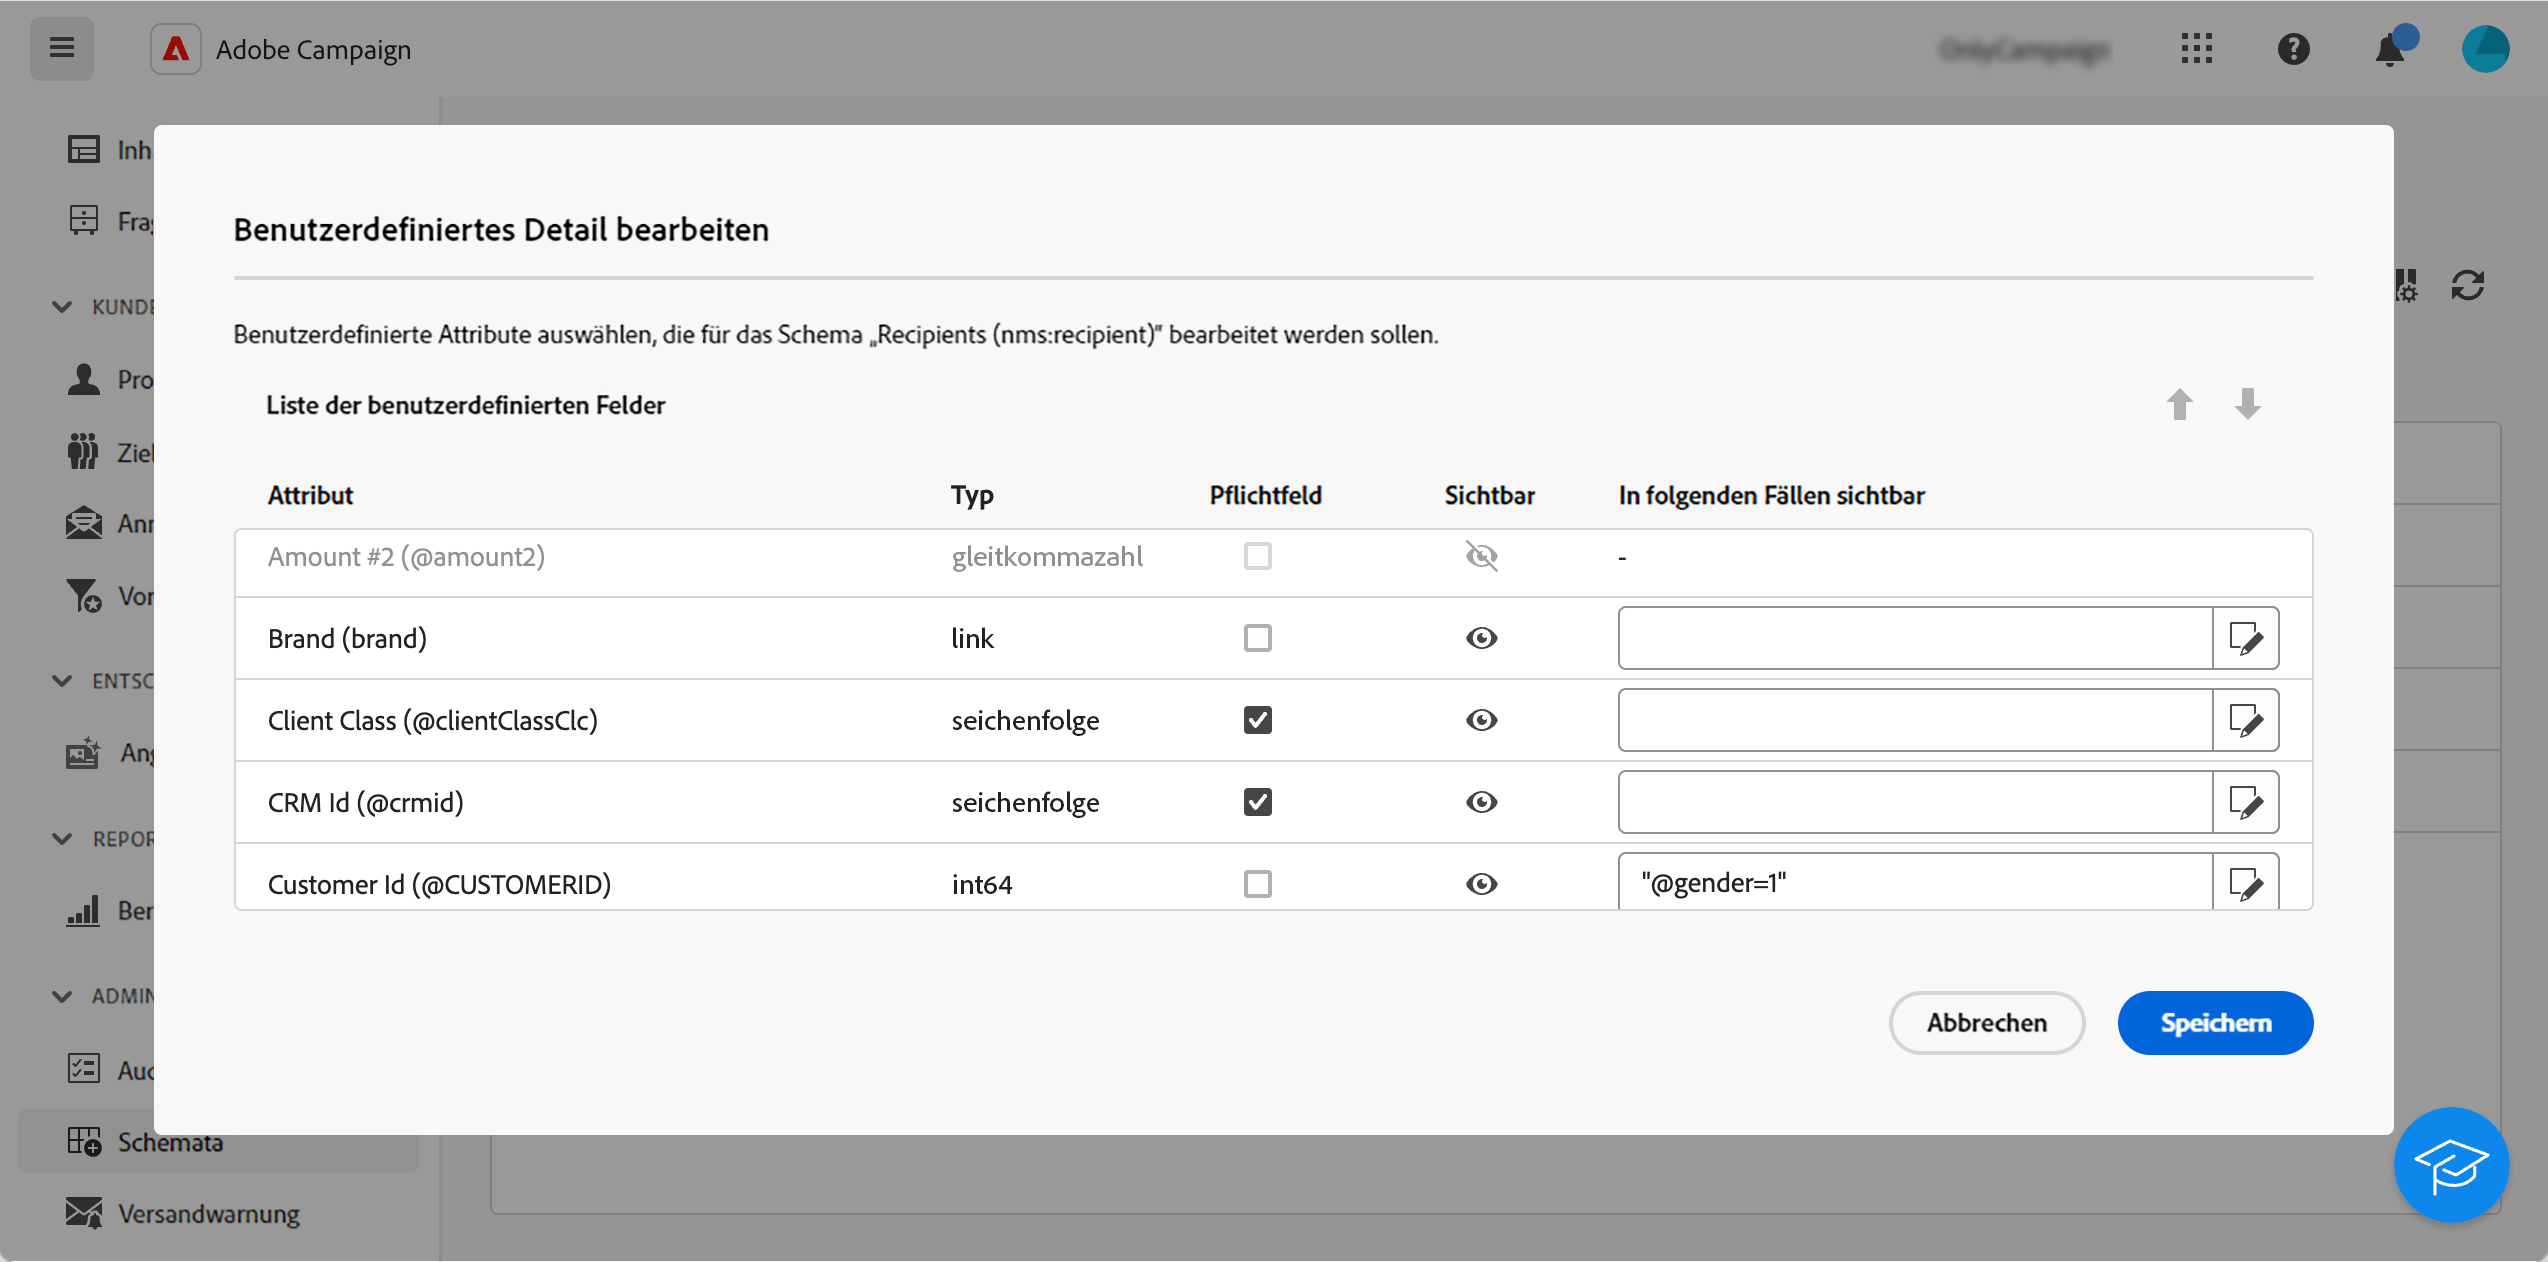 Adobe Campaign
Inh
Frag
KUNDE
Pro
Ziel
Anr
Vor
ENTSC
Ang
REPOR
Ber
ADMIN
Aud
Schemata
Versandwarnung
Benutzerdefiniertes Detail bearbeiten
Benutzerdefinierte Attribute auswählen, die für das Schema „Recipients (nms:recipient)" bearbeitet werden sollen.
Liste der benutzerdefinierten Felder
Attribut Typ Pflichtfeld Sichtbar In folgenden Fällen sichtbar
Amount #2 (@amount2) gleitkommazahl -
Brand (brand) link
Client Class (@clientClassClc) seichenfolge
CRM Id (@crmid) seichenfolge
Customer Id (@CUSTOMERID) int64 "@gender=1"
Abbrechen Speichern